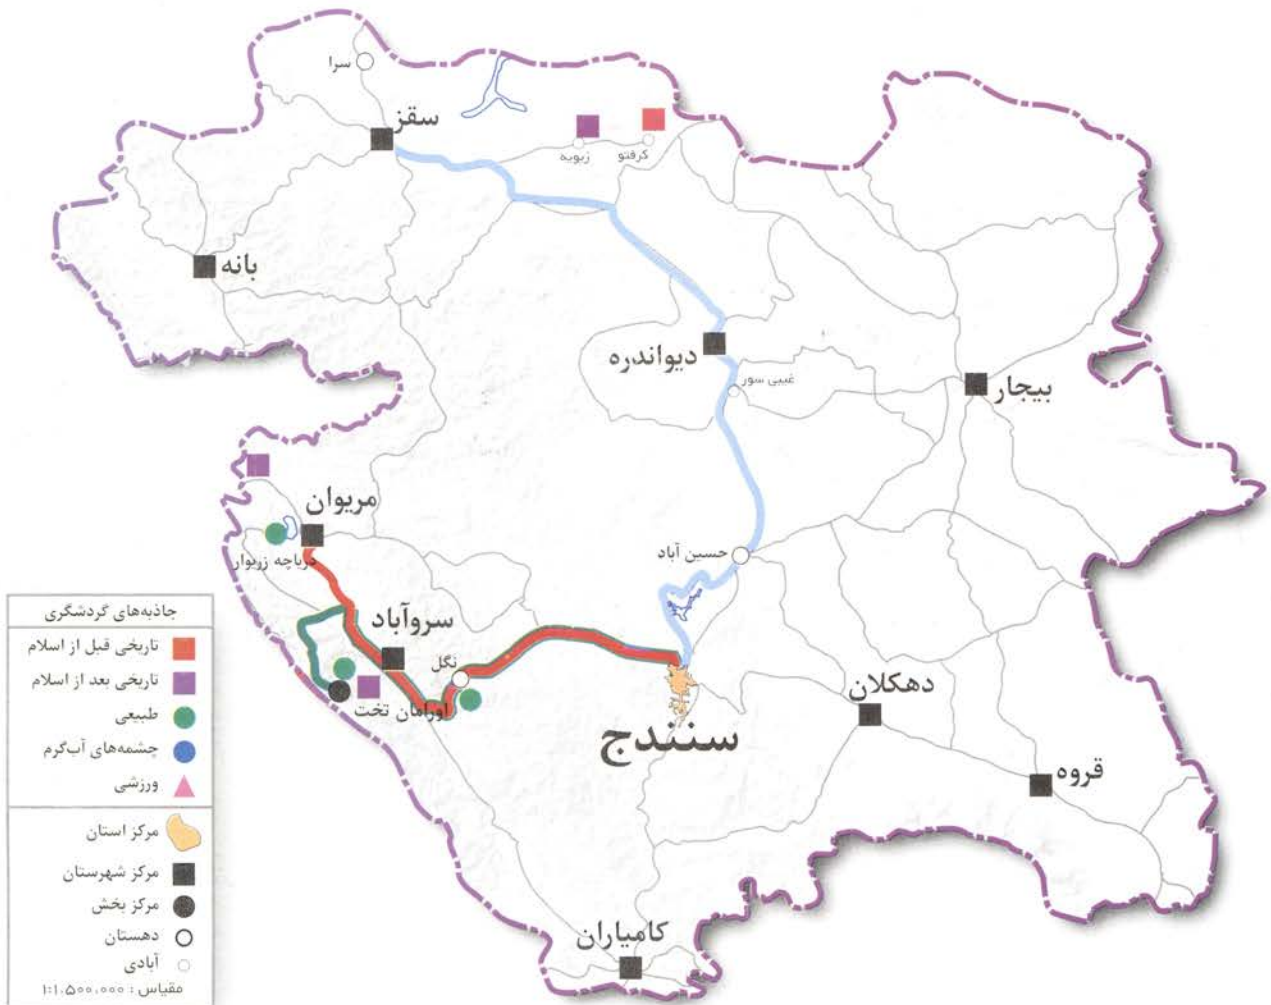 سرا
سقز
زیویه
کرفتو
بانه
دیواندره
غیبی سور
بیجار
مریوان
دریاچه زریوار
حسین آباد
سروآباد
نگل
اورامان تخت
سنندج
دهکلان
قروه
کامیاران
جاذبه‌های گردشگری
تاریخی قبل از اسلام
تاریخی بعد از اسلام
طبیعی
چشمه‌های آب‌گرم
ورزشی
مرکز استان
مرکز شهرستان
مرکز بخش
دهستان
آبادی
مقیاس : ۱:۱،۵۰۰،۰۰۰